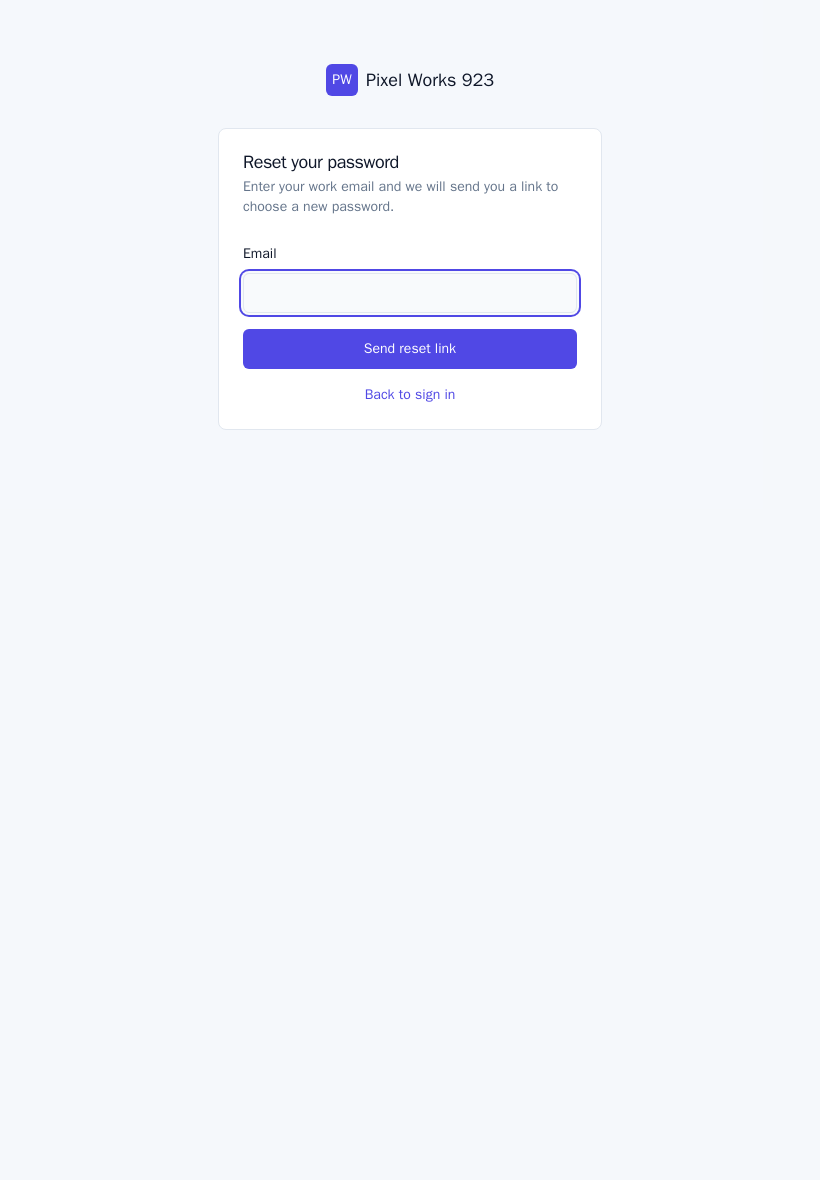 PW Pixel Works 923
Reset your password
Enter your work email and we will send you a link to
choose a new password.
Email
Send reset link
Back to sign in